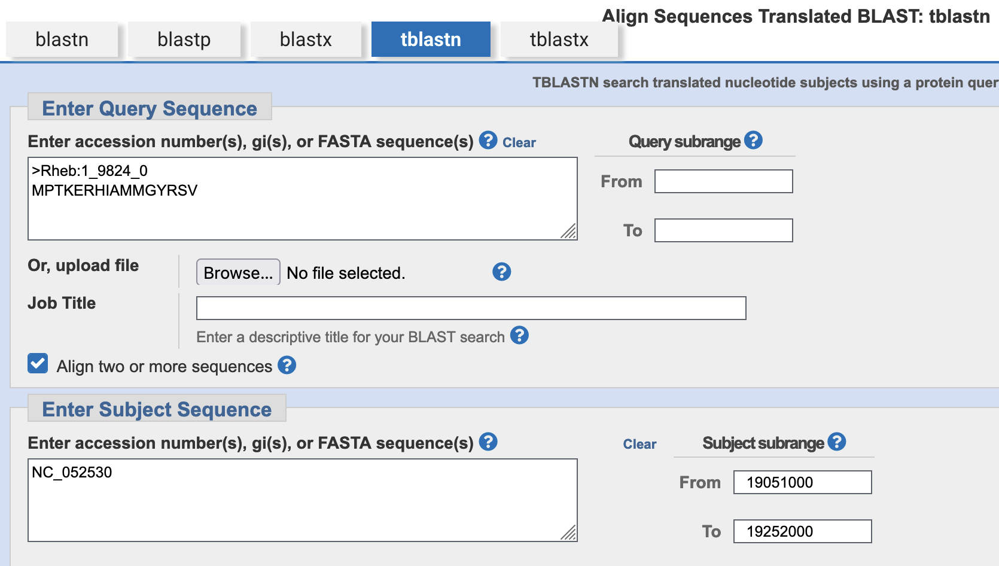 Align Sequences Translated BLAST: tblastn
blastn
blastp
blastx
tblastn
tblastx
TBLASTN search translated nucleotide subjects using a protein quer
Enter Query Sequence
Enter accession number(s), gi(s), or FASTA sequence(s) ? Clear
Query subrange ?
>Rheb:1_9824_0
MPTKERHIAMMGYRSV
From
To
Or, upload file
Browse... No file selected. ?
Job Title
Enter a descriptive title for your BLAST search ?
Align two or more sequences ?
Enter Subject Sequence
Enter accession number(s), gi(s), or FASTA sequence(s) ?
Clear
Subject subrange ?
NC_052530
From 19051000
To 19252000